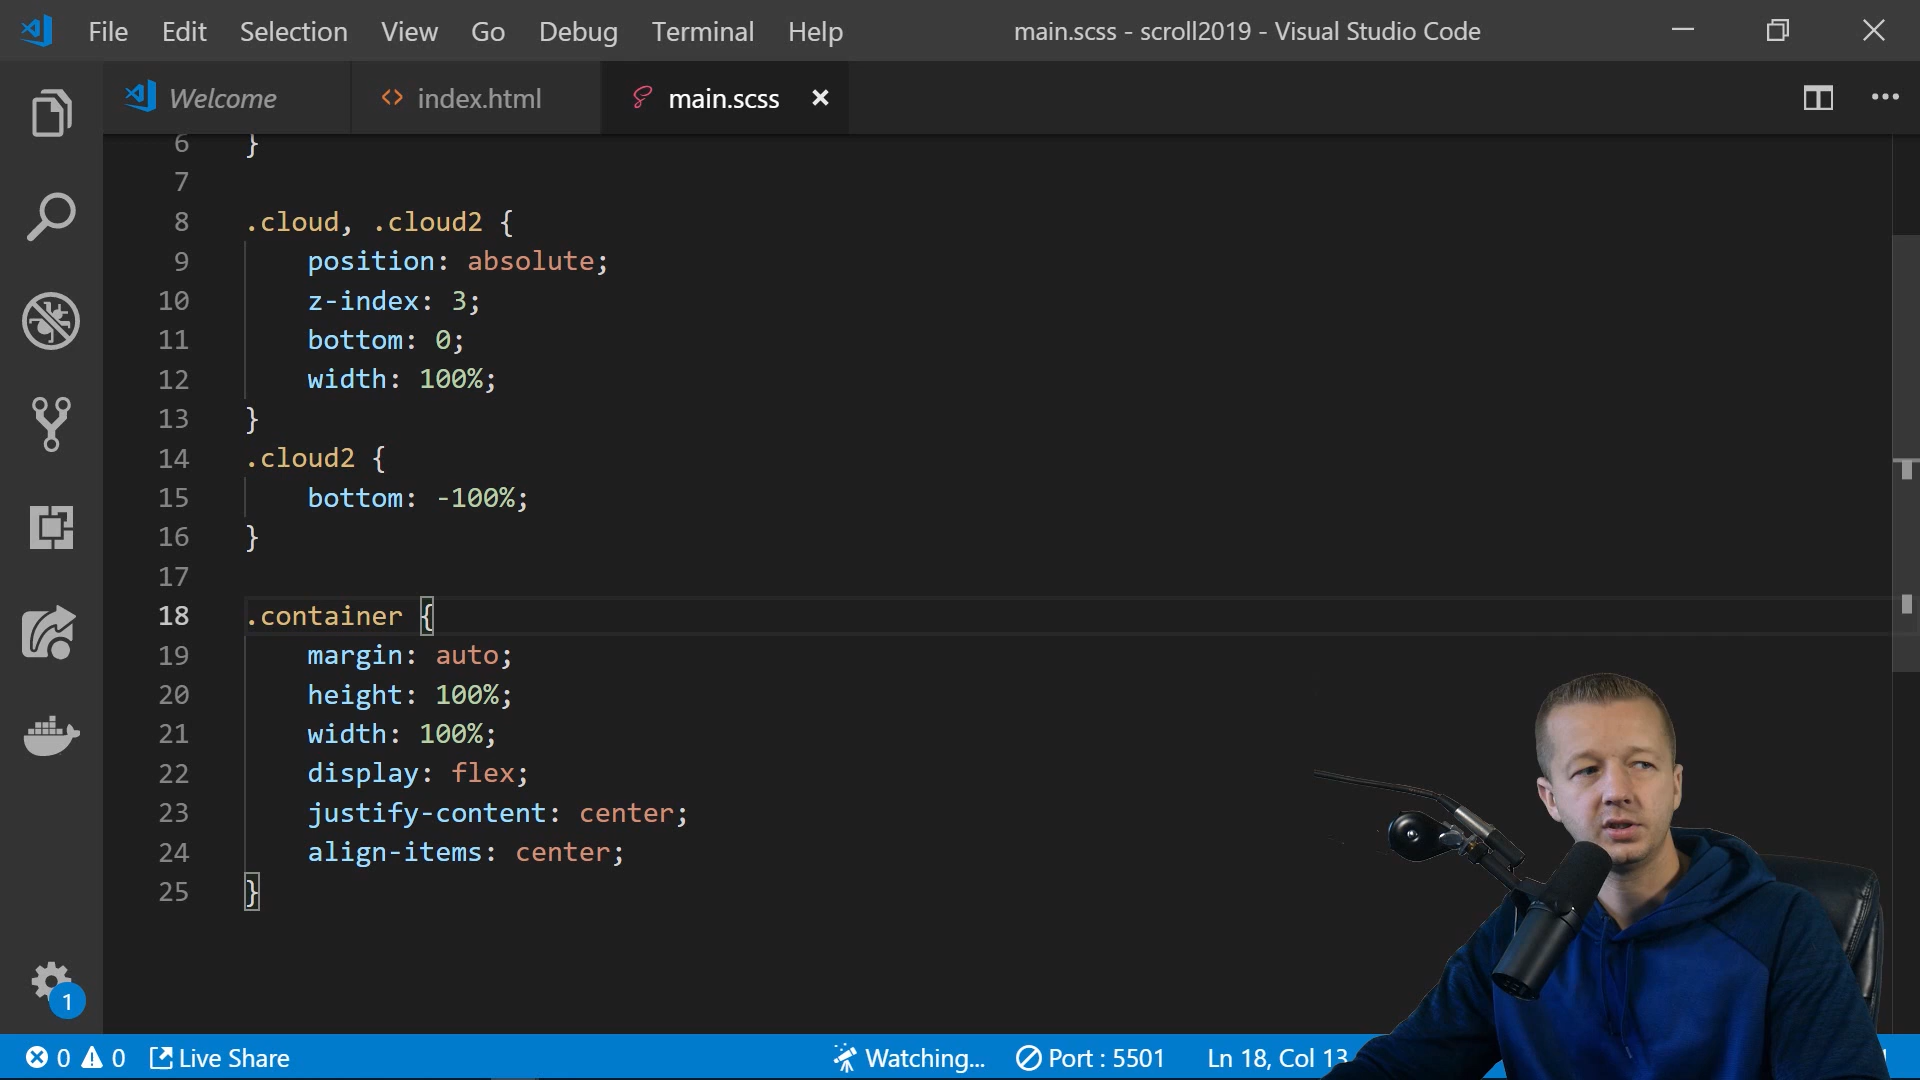 File Edit Selection View Go Debug Terminal Help main.scss - scroll2019 - Visual Studio Code
Welcome index.html main.scss
6 }
7
8 .cloud, .cloud2 {
9 position: absolute;
10 z-index: 3;
11 bottom: 0;
12 width: 100%;
13 }
14 .cloud2 {
15 bottom: -100%;
16 }
17
18 .container {
19 margin: auto;
20 height: 100%;
21 width: 100%;
22 display: flex;
23 justify-content: center;
24 align-items: center;
25 }
1
0 0 Live Share Watching... Port : 5501 Ln 18, Col 13